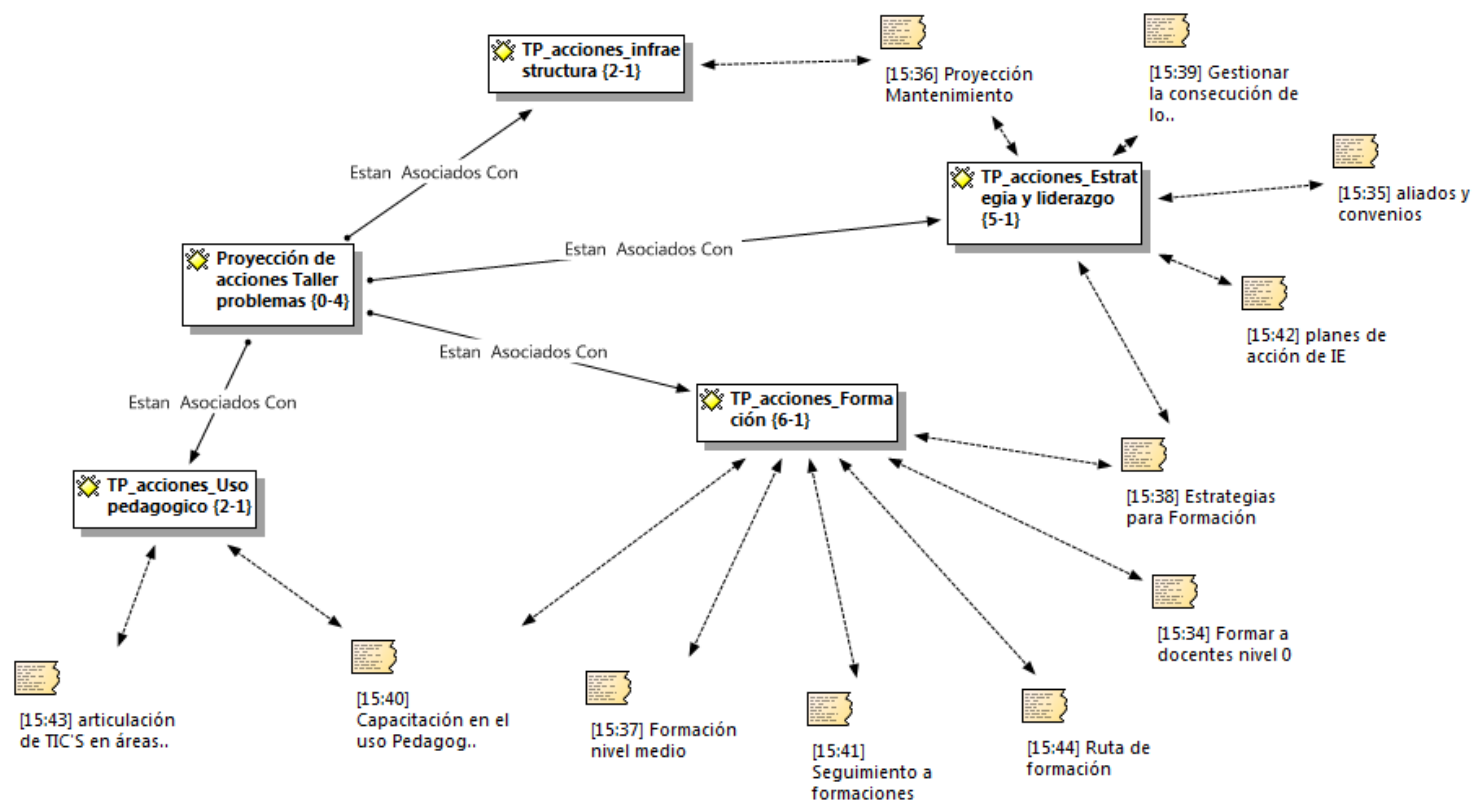 TP_acciones_infrae
structura {2-1}
[15:36] Proyección
Mantenimiento
[15:39] Gestionar
la consecución de
lo..
Estan  Asociados Con
TP_acciones_Estrat
egia y liderazgo
{5-1}
[15:35] aliados y
convenios
Estan  Asociados Con
Proyección de
acciones Taller
problemas {0-4}
[15:42] planes de
acción de IE
Estan  Asociados Con
TP_acciones_Forma
ción {6-1}
Estan  Asociados Con
TP_acciones_Uso
pedagogico {2-1}
[15:38] Estrategias
para Formación
[15:34] Formar a
docentes nivel 0
[15:43] articulación
de TIC'S en áreas..
[15:40]
Capacitación en el
uso Pedagog..
[15:37] Formación
nivel medio
[15:41]
Seguimiento a
formaciones
[15:44] Ruta de
formación